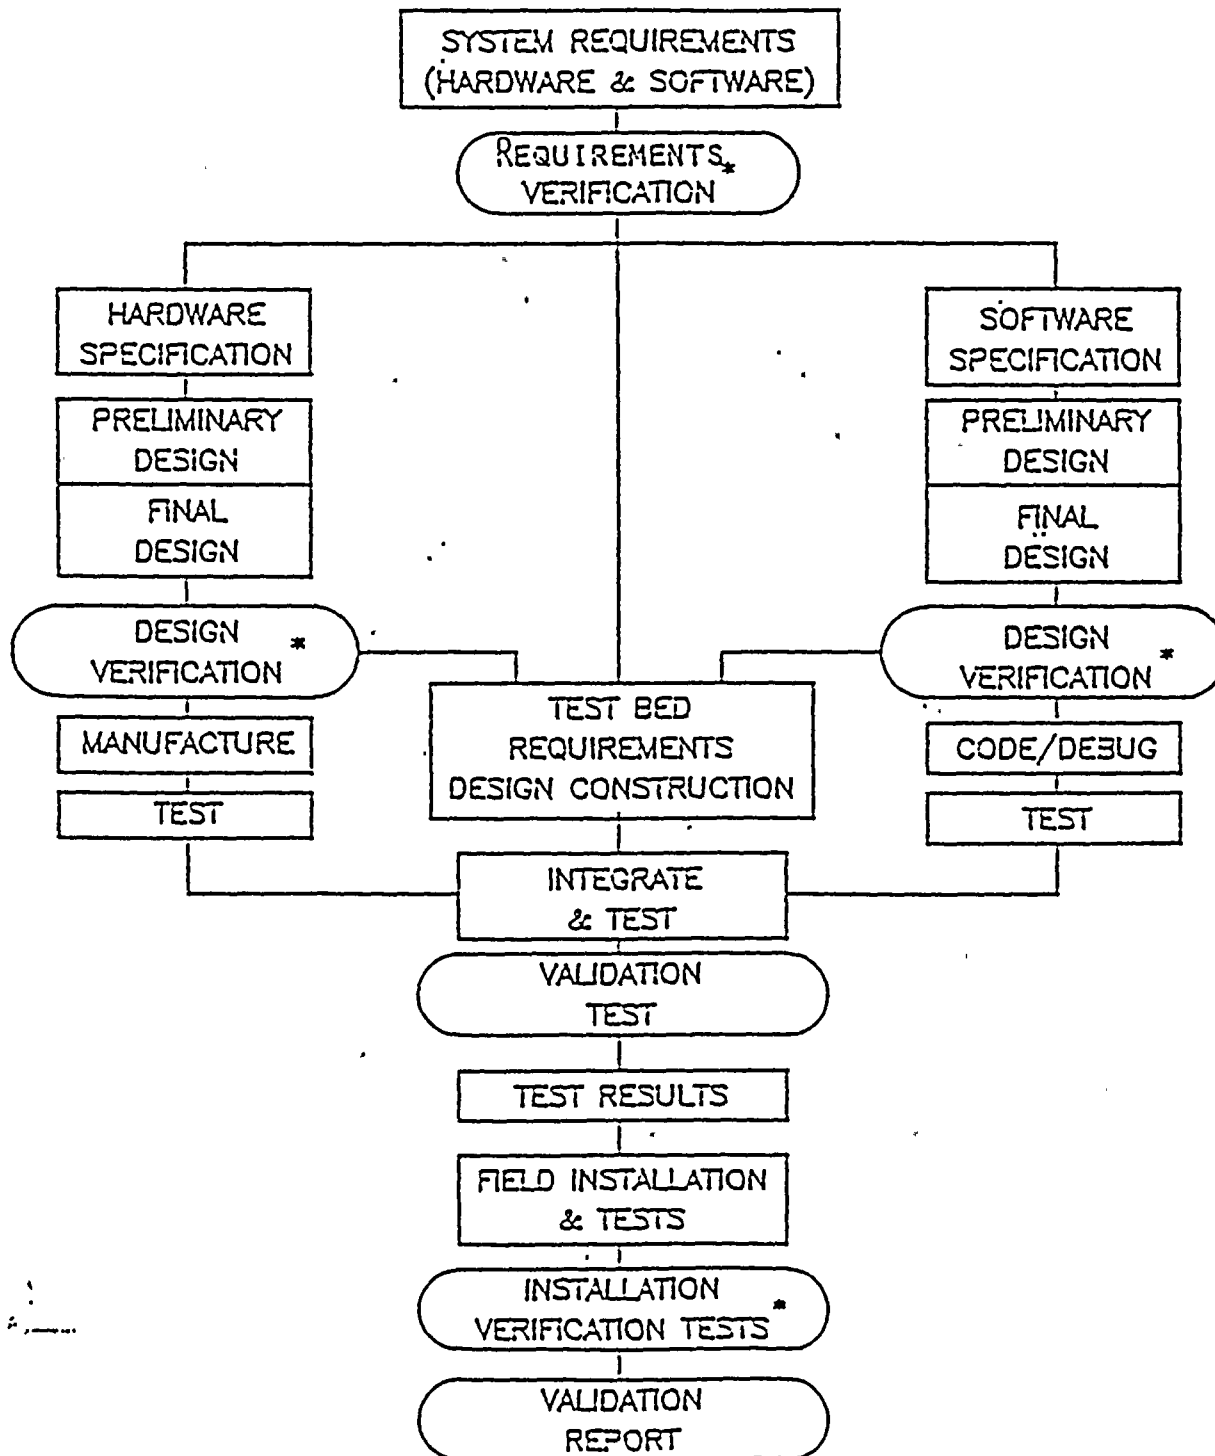 SYSTEM REQUIREMENTS
(HARDWARE & SOFTWARE)
REQUIREMENTS *
VERIFICATION
HARDWARE
SPECIFICATION
PRELIMINARY
DESIGN
FINAL
DESIGN
DESIGN
VERIFICATION *
MANUFACTURE
TEST
SOFTWARE
SPECIFICATION
PRELIMINARY
DESIGN
FINAL
DESIGN
DESIGN
VERIFICATION *
CODE/DEBUG
TEST
TEST BED
REQUIREMENTS
DESIGN CONSTRUCTION
INTEGRATE
& TEST
VALIDATION
TEST
TEST RESULTS
FIELD INSTALLATION
& TESTS
INSTALLATION
VERIFICATION TESTS *
VALIDATION
REPORT